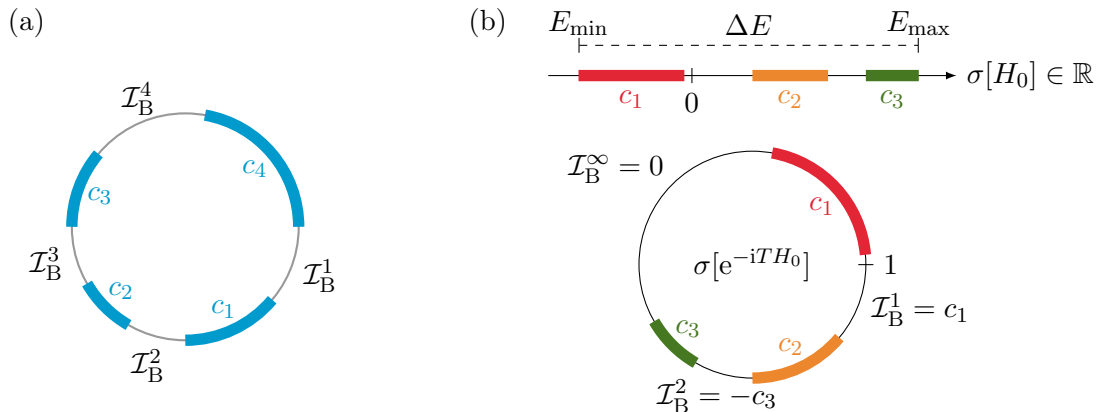 (a)
𝓘_B^4
c_4
c_3
𝓘_B^3
c_2
𝓘_B^2
c_1
𝓘_B^1
(b)
E_min ΔE E_max
c_1 0 c_2 c_3 σ[H_0] ∈ ℝ
𝓘_B^∞ = 0
c_1
σ[e^{-iTH_0}] 1
𝓘_B^1 = c_1
c_3 c_2
𝓘_B^2 = -c_3